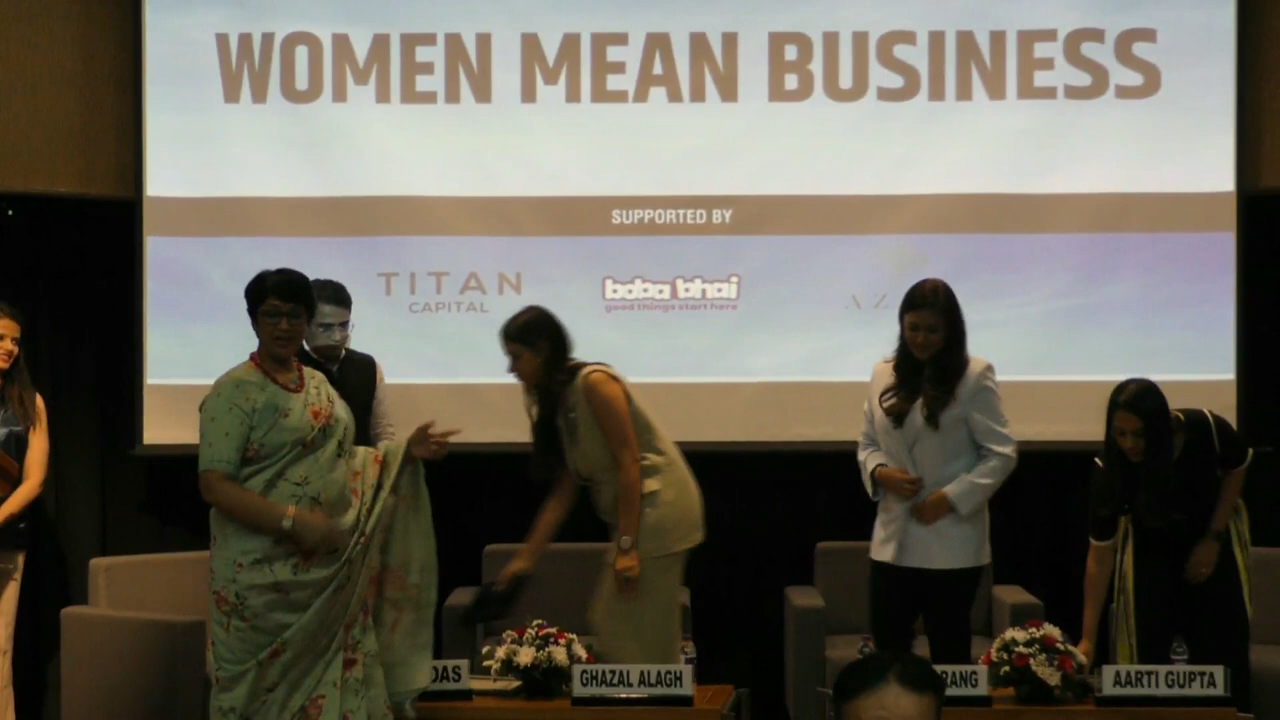 WOMEN MEAN BUSINESS
SUPPORTED BY
TITAN
CAPITAL
boba bhai
good things start here
AZ
DAS
GHAZAL ALAGH
RANG
AARTI GUPTA